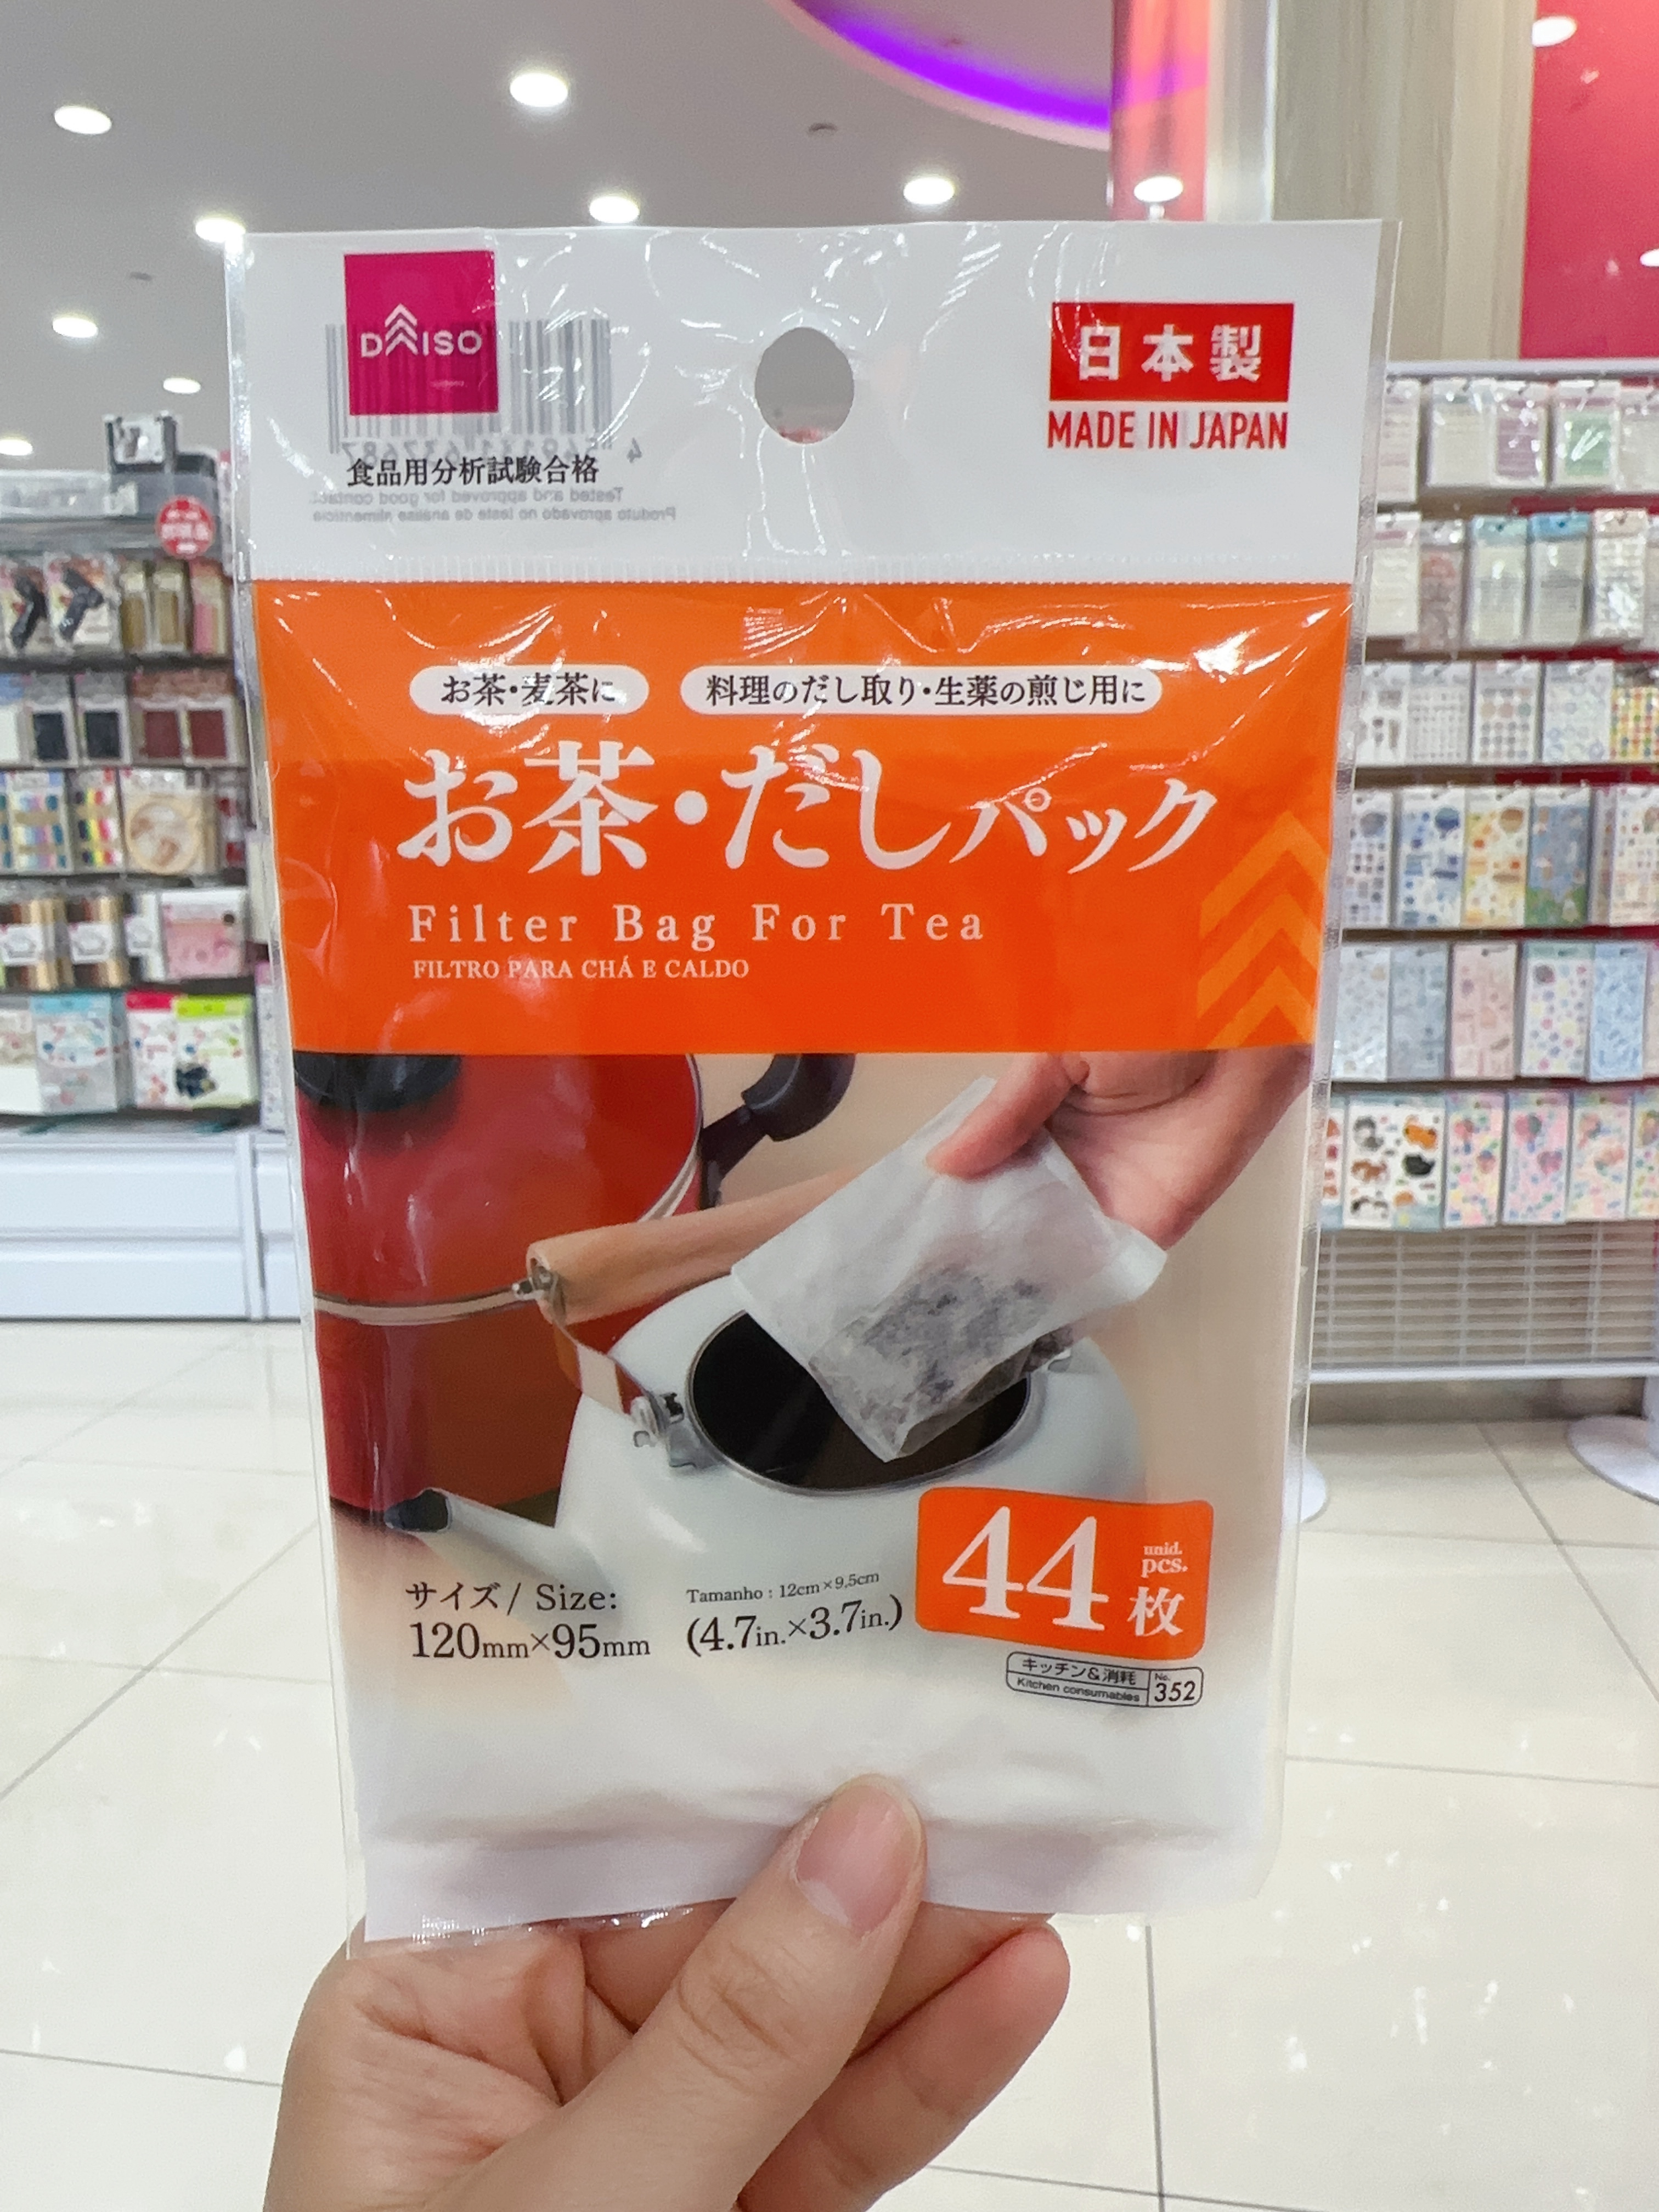 DAISO
日本製
MADE IN JAPAN
食品用分析試験合格
Tested and approved for good contact.
Produto aprovado no teste de análise alimentícia
お茶・麦茶に
料理のだし取り・生薬の煎じ用に
お茶・だしパック
Filter Bag For Tea
FILTRO PARA CHÁ E CALDO
サイズ/ Size:
120mm×95mm
Tamanho : 12cm×9,5cm
(4.7in.×3.7in.)
44 unid. pcs. 枚
キッチン&消耗
Kitchen consumables
No. 352